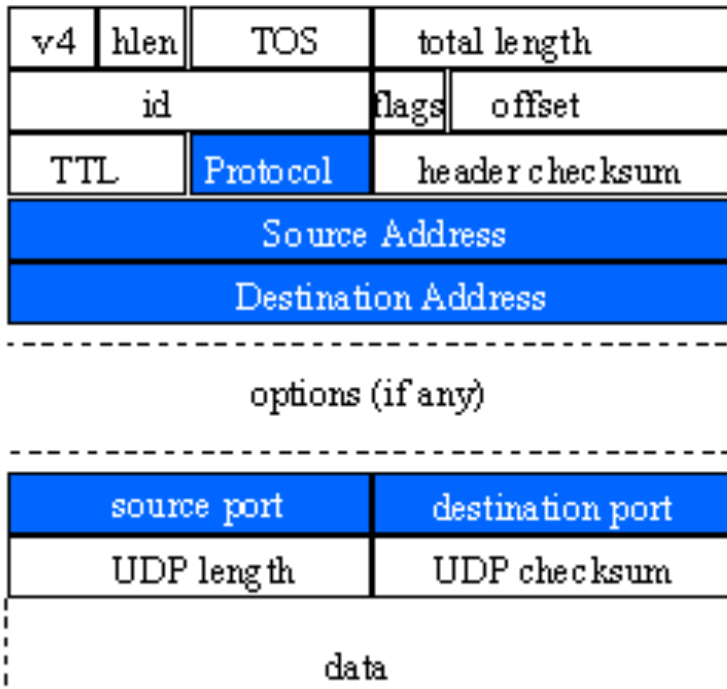 v4 hlen TOS total length
id flags offset
TTL Protocol header checksum
Source Address
Destination Address
options (if any)
source port destination port
UDP length UDP checksum
data